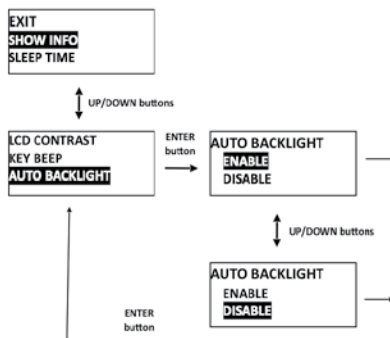 EXIT
SHOW INFO
SLEEP TIME
UP/DOWN buttons
LCD CONTRAST
KEY BEEP
AUTO BACKLIGHT
ENTER
button
AUTO BACKLIGHT
ENABLE
DISABLE
UP/DOWN buttons
AUTO BACKLIGHT
ENABLE
DISABLE
ENTER
button